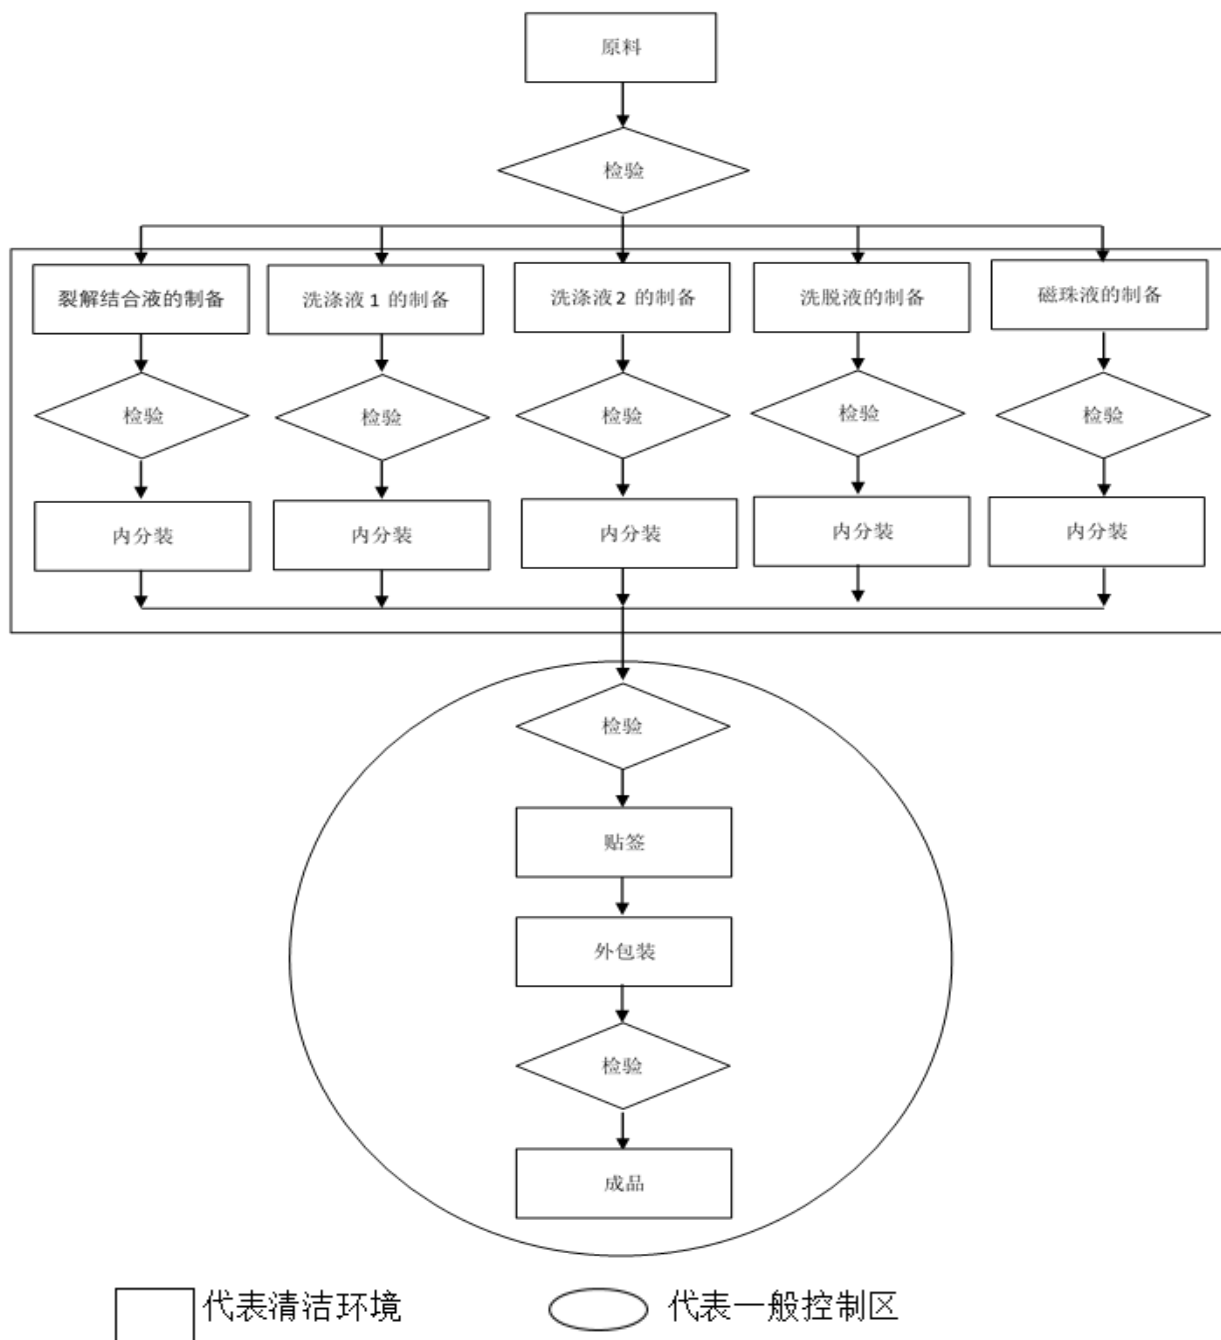 原料
检验
裂解结合液的制备
洗涤液 1 的制备
洗涤液 2 的制备
洗脱液的制备
磁珠液的制备
检验
检验
检验
检验
检验
内分装
内分装
内分装
内分装
内分装
检验
贴签
外包装
检验
成品
代表清洁环境
代表一般控制区